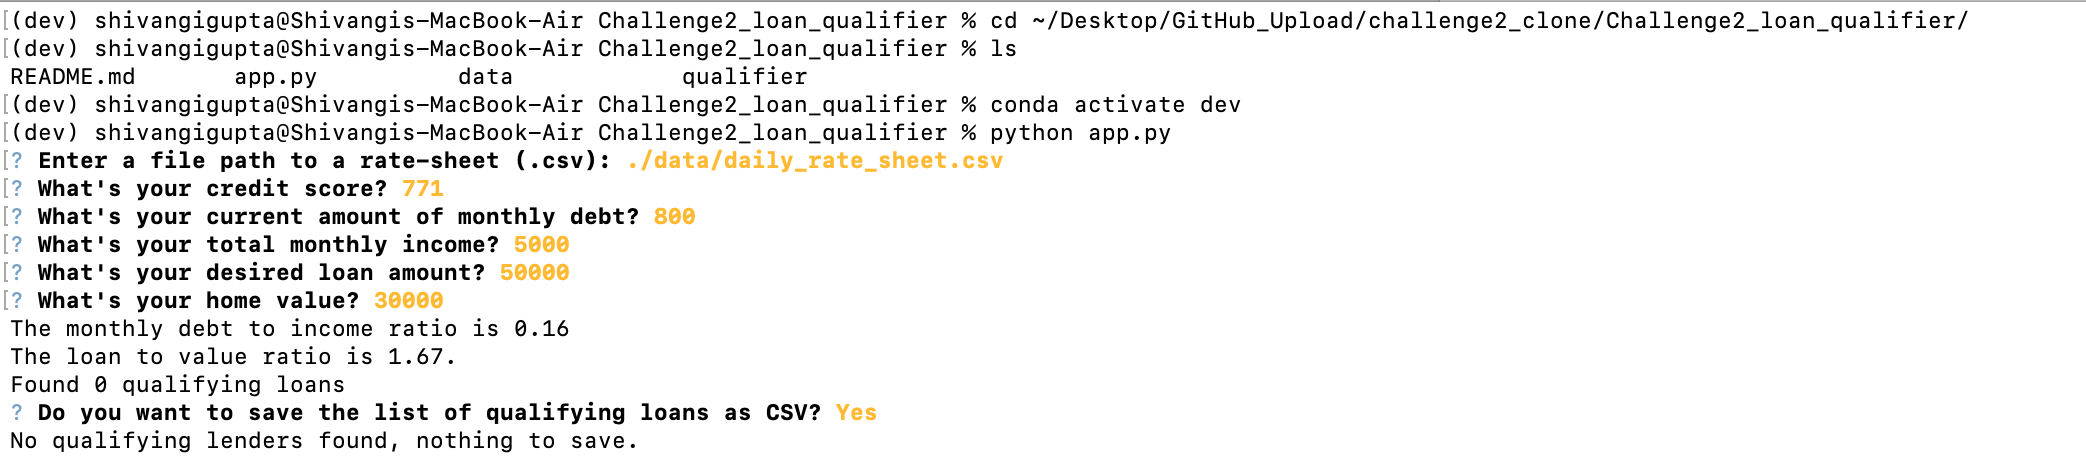 [(dev) shivangigupta@Shivangis-MacBook-Air Challenge2_loan_qualifier % cd ~/Desktop/GitHub_Upload/challenge2_clone/Challenge2_loan_qualifier/
[(dev) shivangigupta@Shivangis-MacBook-Air Challenge2_loan_qualifier % ls
README.md       app.py          data            qualifier
[(dev) shivangigupta@Shivangis-MacBook-Air Challenge2_loan_qualifier % conda activate dev
[(dev) shivangigupta@Shivangis-MacBook-Air Challenge2_loan_qualifier % python app.py
[? Enter a file path to a rate-sheet (.csv): ./data/daily_rate_sheet.csv
[? What's your credit score? 771
[? What's your current amount of monthly debt? 800
[? What's your total monthly income? 5000
[? What's your desired loan amount? 50000
[? What's your home value? 30000
The monthly debt to income ratio is 0.16
The loan to value ratio is 1.67.
Found 0 qualifying loans
? Do you want to save the list of qualifying loans as CSV? Yes
No qualifying lenders found, nothing to save.